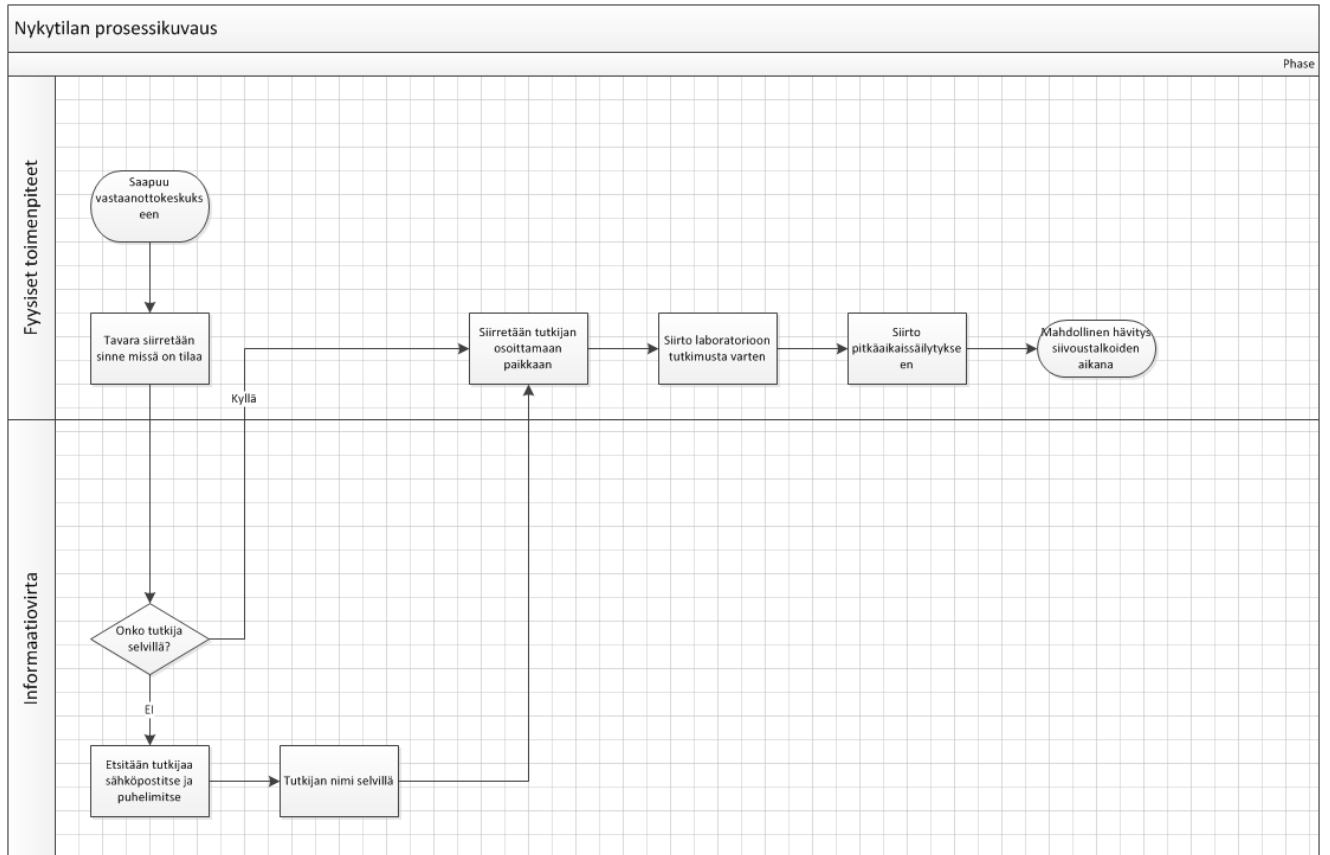 Nykytilan prosessikuvaus
Phase
Fyysiset toimenpiteet
Saapuu
vastaanottokeskuks
een
Tavara siirretään
sinne missä on tilaa
Kyllä
Siirretään tutkijan
osoittamaan
paikkaan
Siirto laboratorioon
tutkimusta varten
Siirto
pitkäaikaissäilytykse
en
Mahdollinen hävitys
siivoustalkoiden
aikana
Informaatiovirta
Onko tutkija
selvillä?
EI
Etsitään tutkijaa
sähköpostitse ja
puhelimitse
Tutkijan nimi selvillä